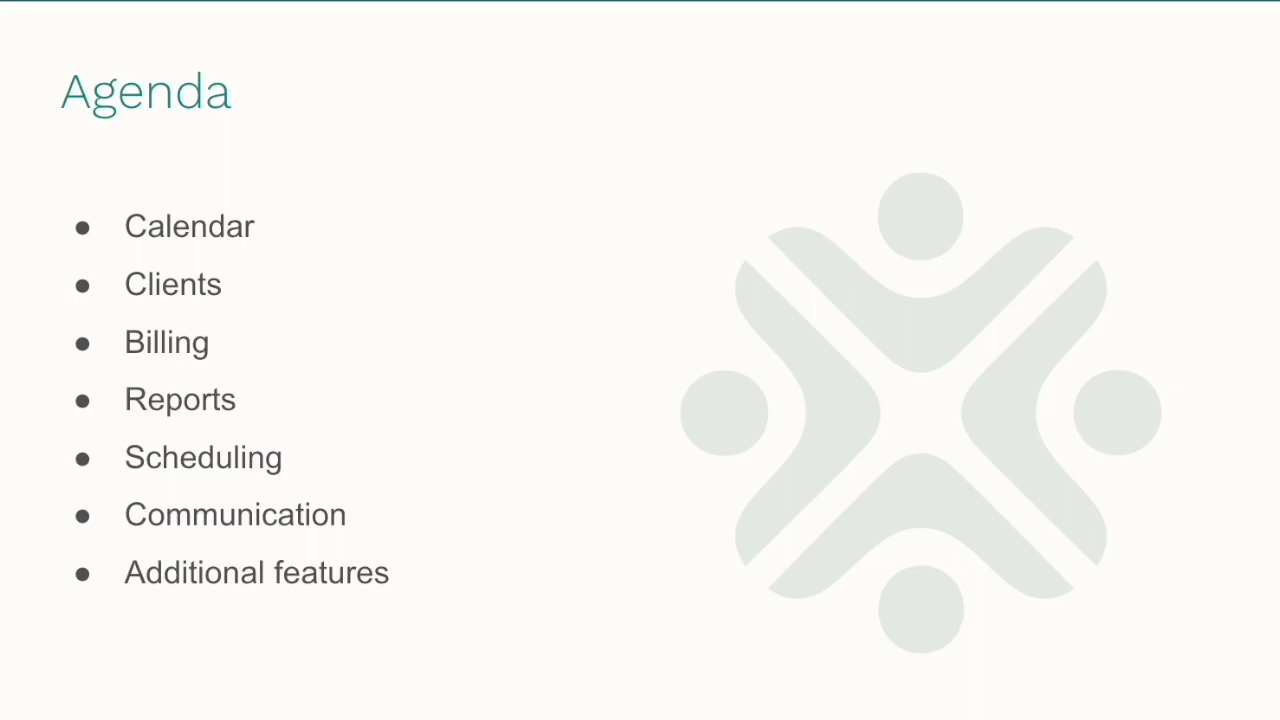 Agenda
● Calendar
● Clients
● Billing
● Reports
● Scheduling
● Communication
● Additional features